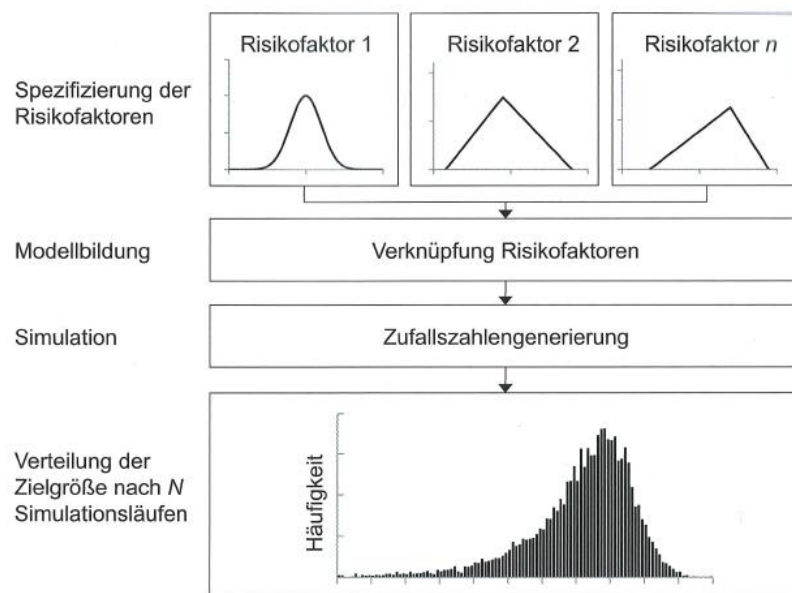 Risikofaktor 1
Risikofaktor 2
Risikofaktor n
Spezifizierung der
Risikofaktoren
Modellbildung
Verknüpfung Risikofaktoren
Simulation
Zufallszahlengenerierung
Verteilung der
Zielgröße nach N
Simulationsläufen
Häufigkeit